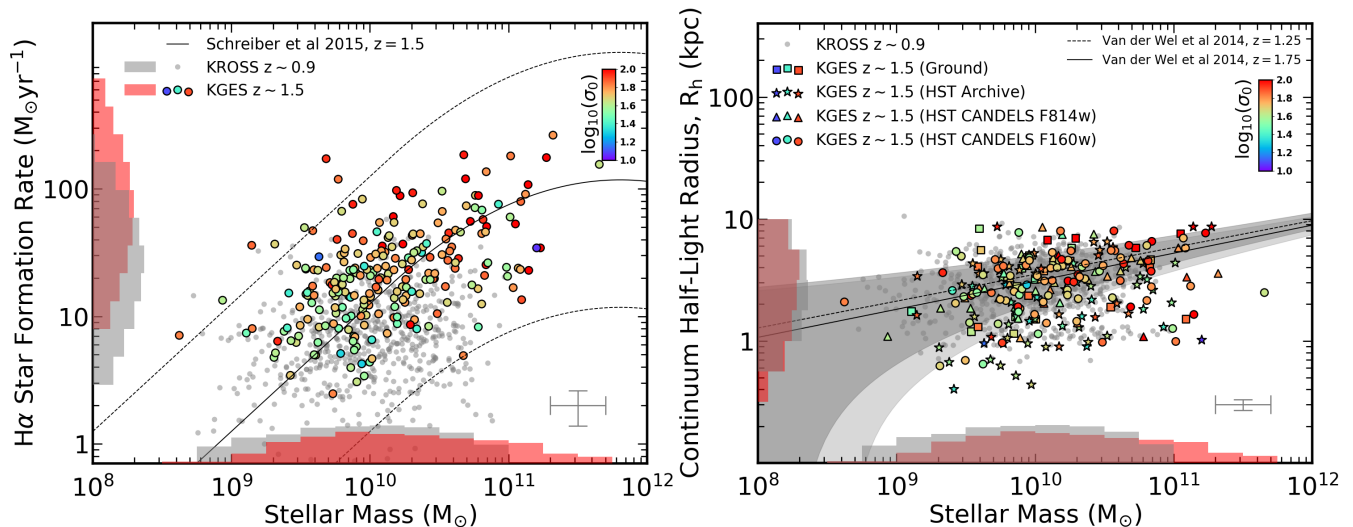 Schreiber et al 2015, z = 1.5
KROSS z ~ 0.9
KGES z ~ 1.5
log₁₀(σ₀)
2.0
1.8
1.6
1.4
1.2
1.0
Hα Star Formation Rate (M⊙yr⁻¹)
100
10
1
10⁸
10⁹
10¹⁰
10¹¹
10¹²
Stellar Mass (M⊙)
KROSS z ~ 0.9
KGES z ~ 1.5 (Ground)
KGES z ~ 1.5 (HST Archive)
KGES z ~ 1.5 (HST CANDELS F814w)
KGES z ~ 1.5 (HST CANDELS F160w)
Van der Wel et al 2014, z = 1.25
Van der Wel et al 2014, z = 1.75
log₁₀(σ₀)
2.0
1.8
1.6
1.4
1.2
1.0
Continuum Half-Light Radius, Rₕ (kpc)
100
10
1
10⁸
10⁹
10¹⁰
10¹¹
10¹²
Stellar Mass (M⊙)